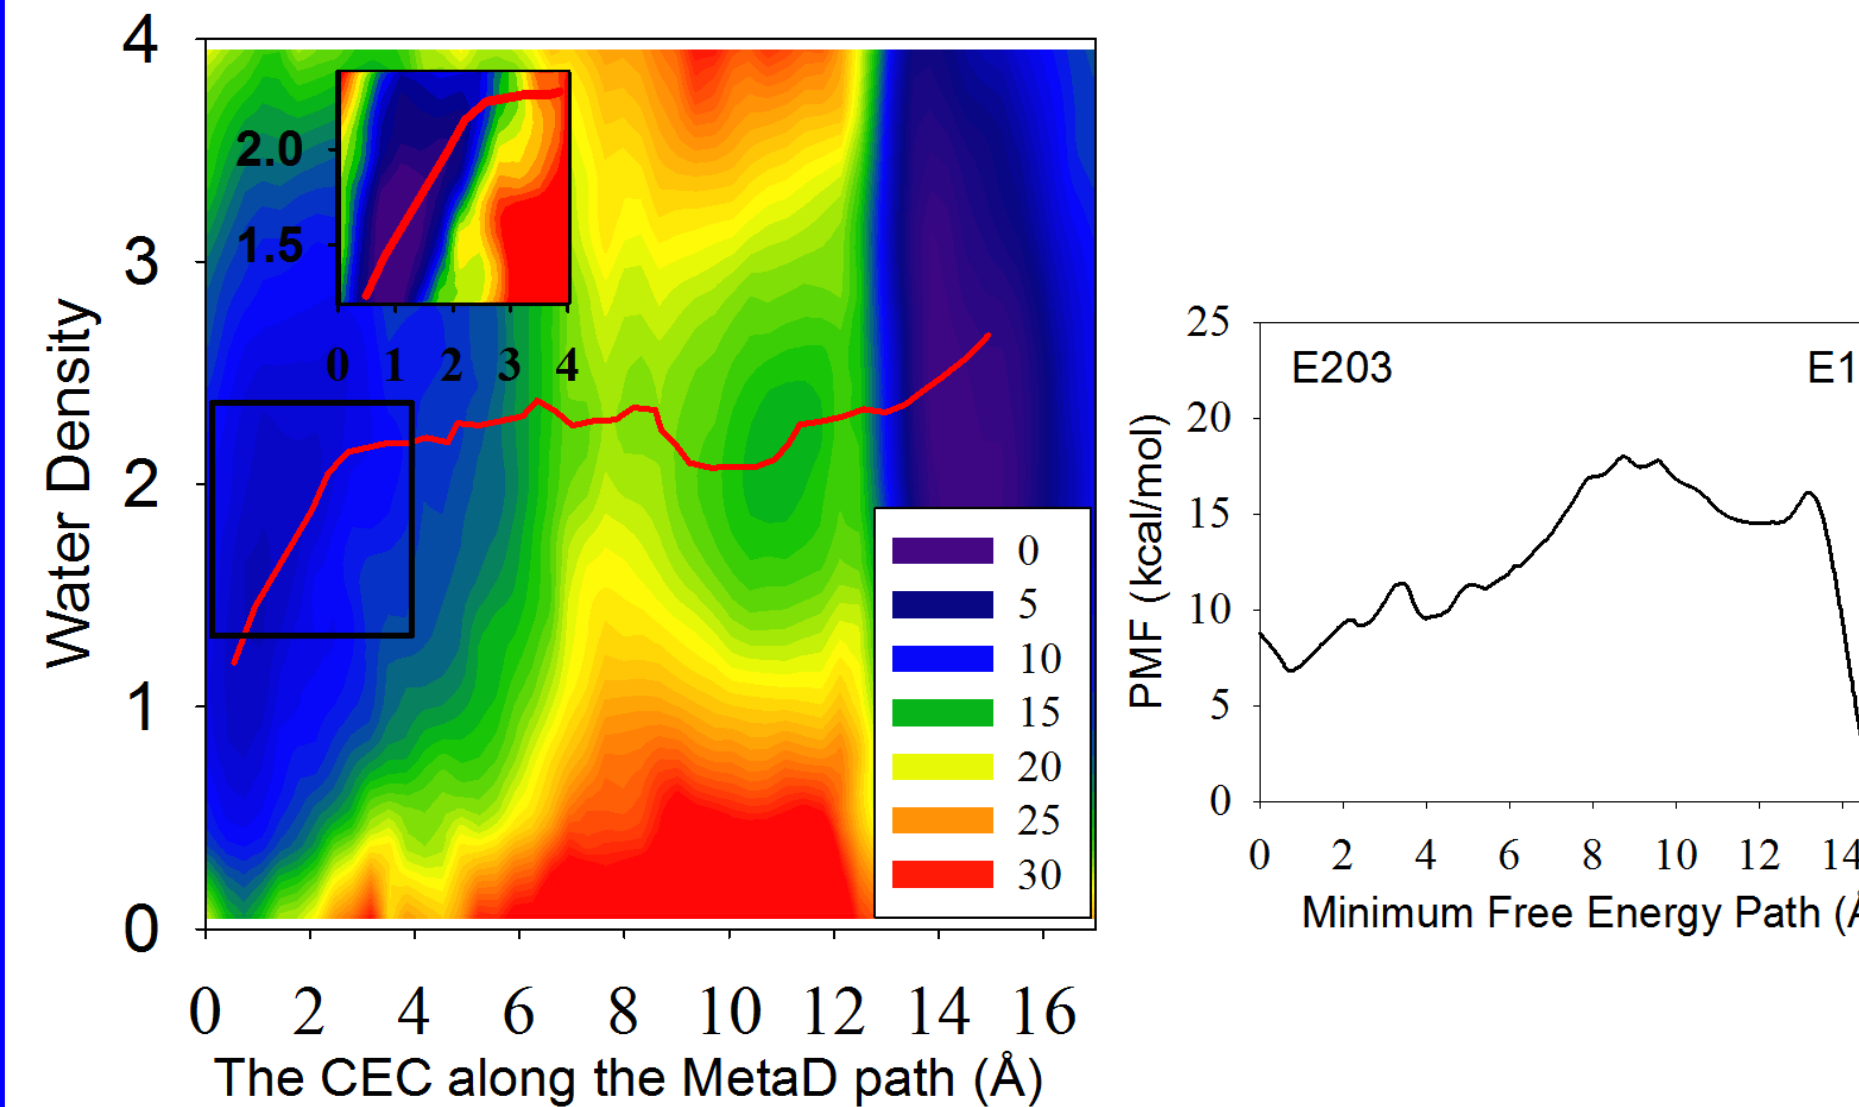 4
3
2
1
0
Water Density
2.0
1.5
0 1 2 3 4
0
5
10
15
20
25
30
0 2 4 6 8 10 12 14 16
The CEC along the MetaD path (Å)
25
20
15
10
5
0
PMF (kcal/mol)
E203 E1
0 2 4 6 8 10 12 14
Minimum Free Energy Path (Å